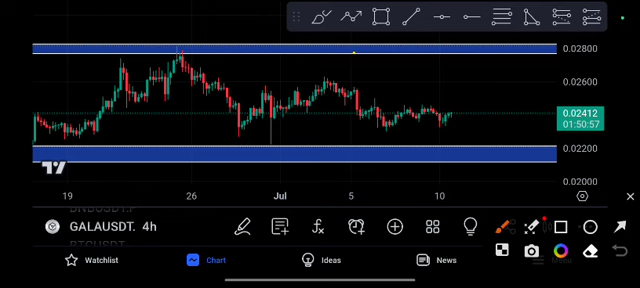 0.02800
0.02600
0.02412
01:50:57
0.02200
0.02000
19 26 Jul 5 10
GALAUSDT. 4h
BTCUSDT.
Watchlist Chart Ideas News